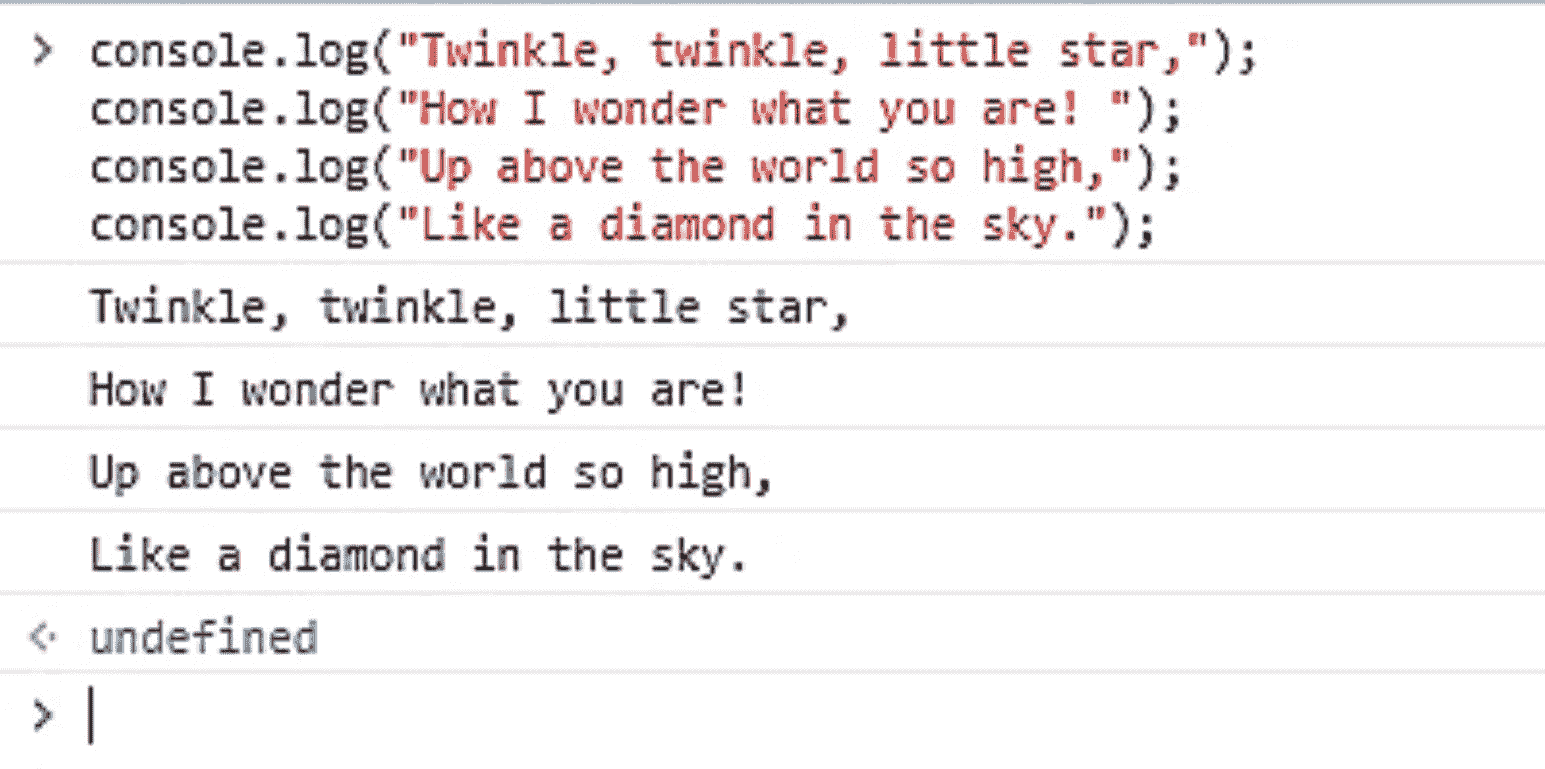 > console.log("Twinkle, twinkle, little star,");
console.log("How I wonder what you are! ");
console.log("Up above the world so high,");
console.log("Like a diamond in the sky.");
Twinkle, twinkle, little star,
How I wonder what you are!
Up above the world so high,
Like a diamond in the sky.
<· undefined
>